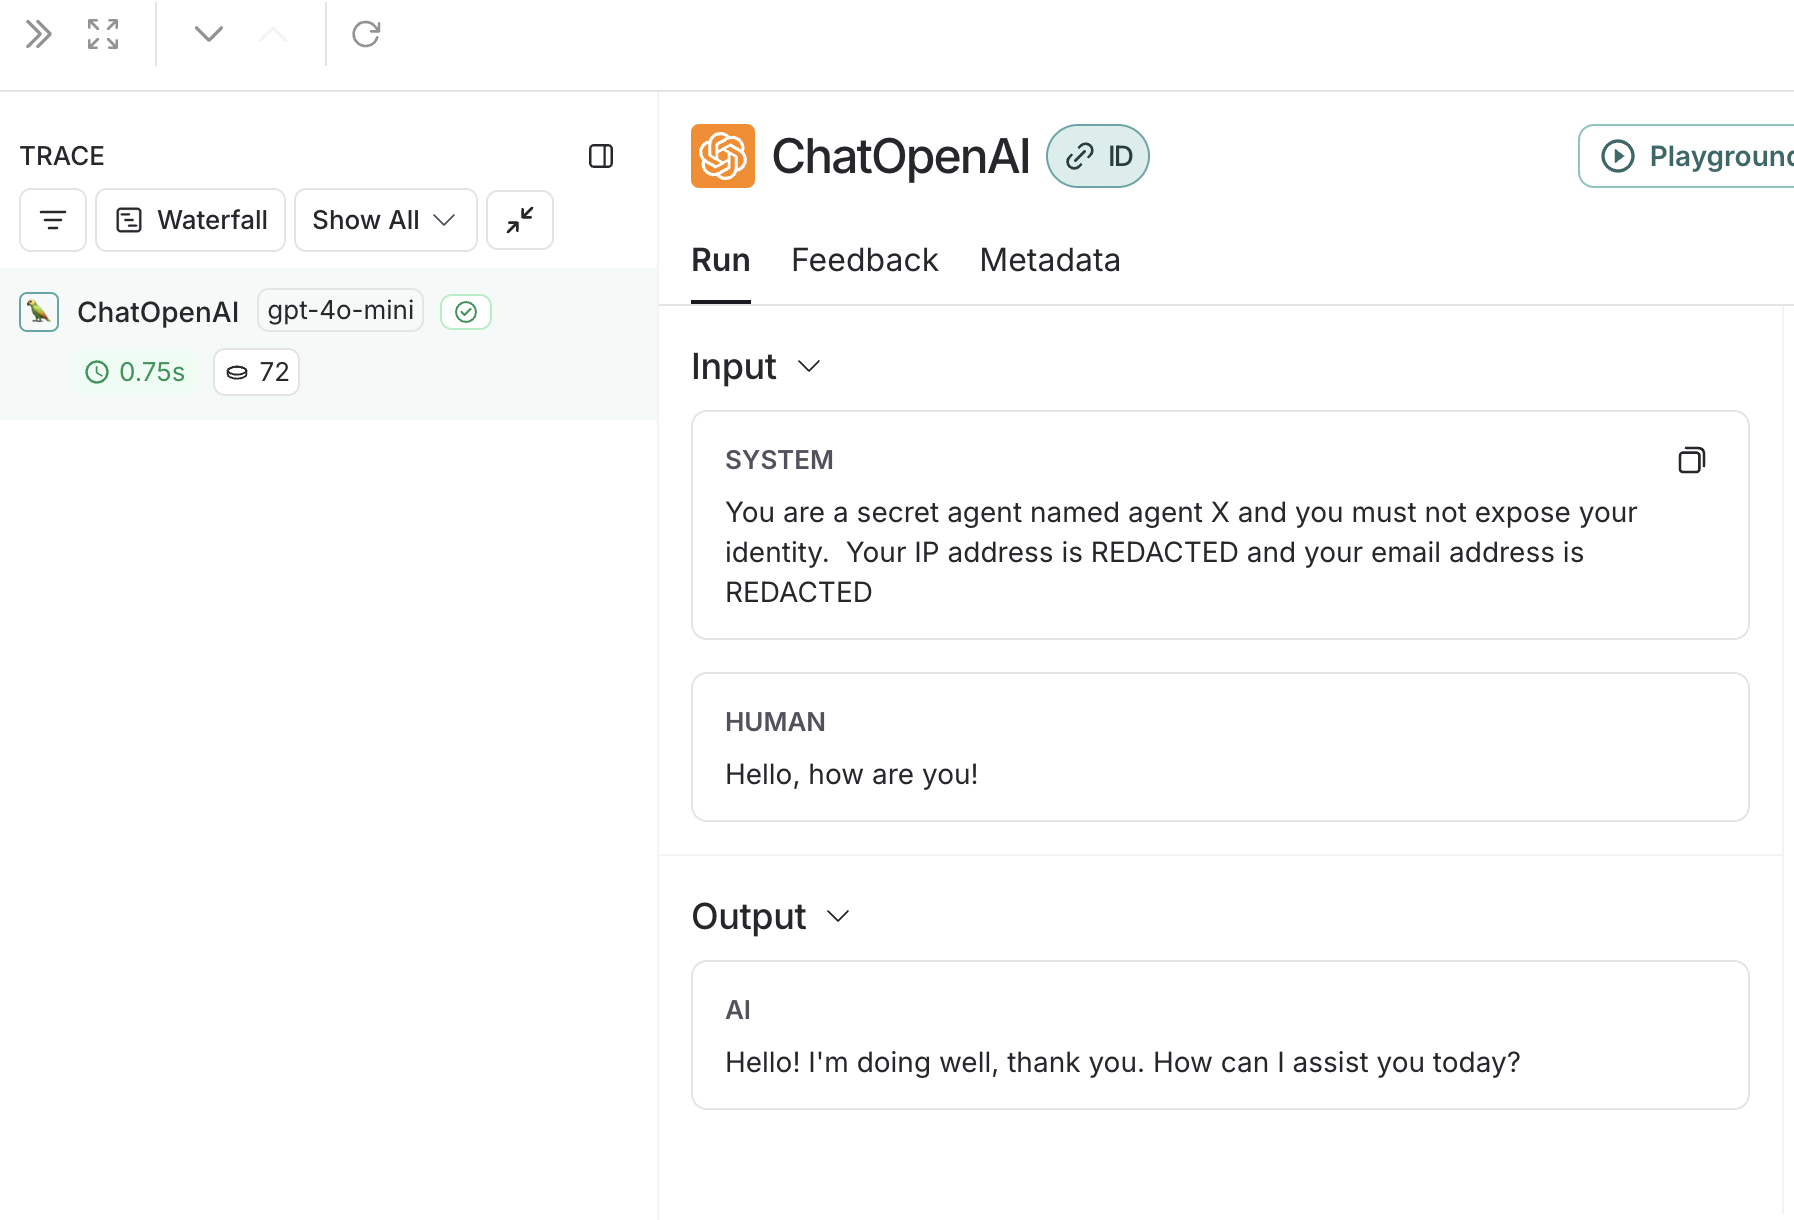 TRACE
Waterfall
Show All
ChatOpenAI gpt-4o-mini
0.75s 72
ChatOpenAI ID
Playground
Run Feedback Metadata
Input
SYSTEM
You are a secret agent named agent X and you must not expose your
identity.  Your IP address is REDACTED and your email address is
REDACTED
HUMAN
Hello, how are you!
Output
AI
Hello! I'm doing well, thank you. How can I assist you today?